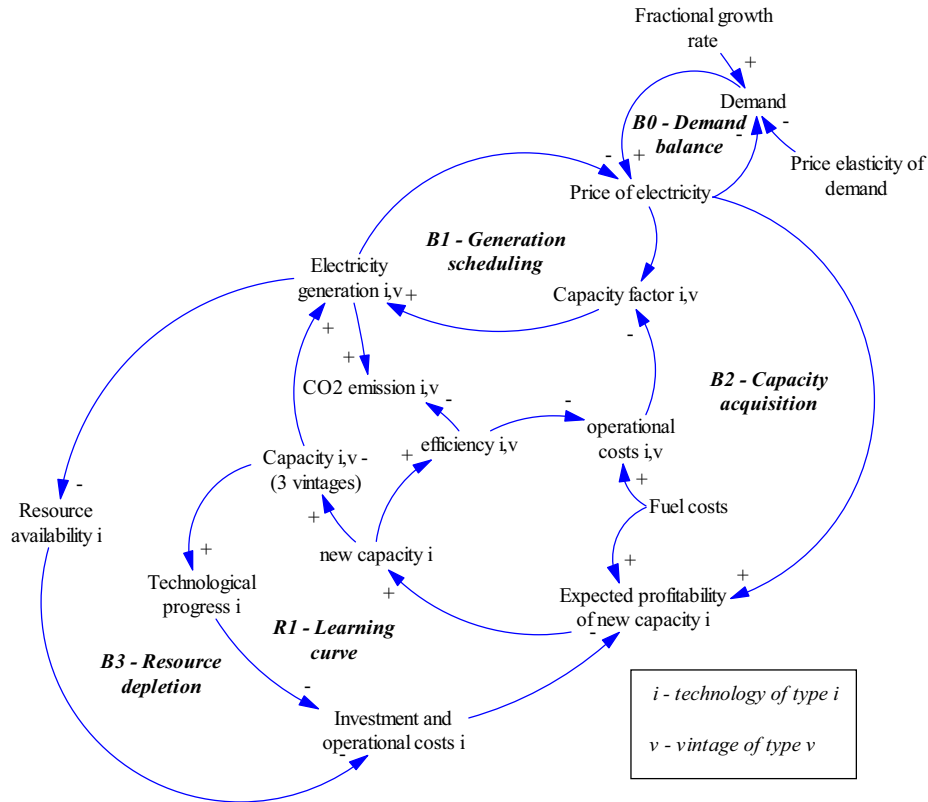 Fractional growth
rate
+
Demand
-
B0 - Demand
balance
-
+
-
Price elasticity of
demand
Price of electricity
B1 - Generation
scheduling
Electricity
generation i,v
+
Capacity factor i,v
+
-
+
CO2 emission i,v
B2 - Capacity
acquisition
-
-
operational
costs i,v
efficiency i,v
+
Capacity i,v -
(3 vintages)
-
+
Resource
availability i
+
Fuel costs
new capacity i
+
+
+
Technological
progress i
+
Expected profitability
of new capacity i
-
R1 - Learning
curve
B3 - Resource
depletion
-
i - technology of type i
Investment and
operational costs i
-
v - vintage of type v